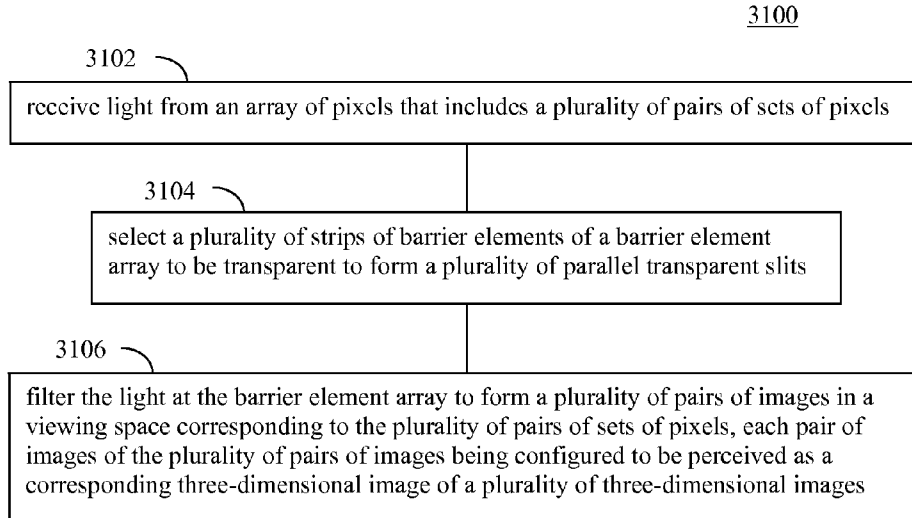 3100
3102
receive light from an array of pixels that includes a plurality of pairs of sets of pixels
3104
select a plurality of strips of barrier elements of a barrier element
array to be transparent to form a plurality of parallel transparent slits
3106
filter the light at the barrier element array to form a plurality of pairs of images in a
viewing space corresponding to the plurality of pairs of sets of pixels, each pair of
images of the plurality of pairs of images being configured to be perceived as a
corresponding three-dimensional image of a plurality of three-dimensional images